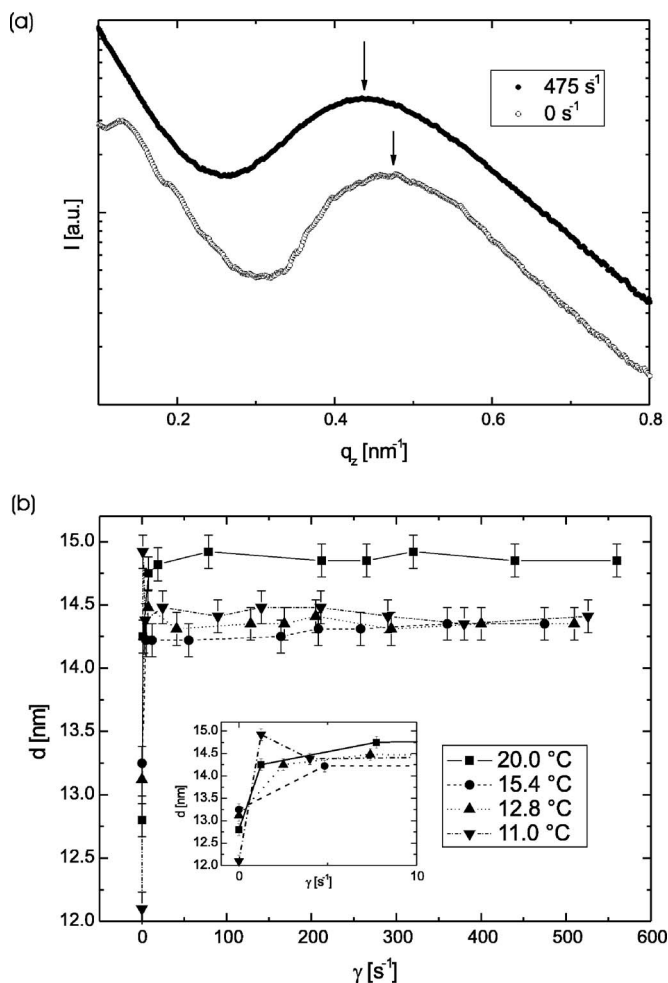 (a)
I [a.u.]
475 s⁻¹
0 s⁻¹
0.2
0.4
0.6
0.8
q_z [nm⁻¹]
(b)
d [nm]
15.0
14.5
14.0
13.5
13.0
12.5
12.0
20.0 °C
15.4 °C
12.8 °C
11.0 °C
d [nm]
15.0
14.5
14.0
13.5
13.0
12.5
12.0
0
10
γ [s⁻¹]
0
100
200
300
400
500
600
γ [s⁻¹]